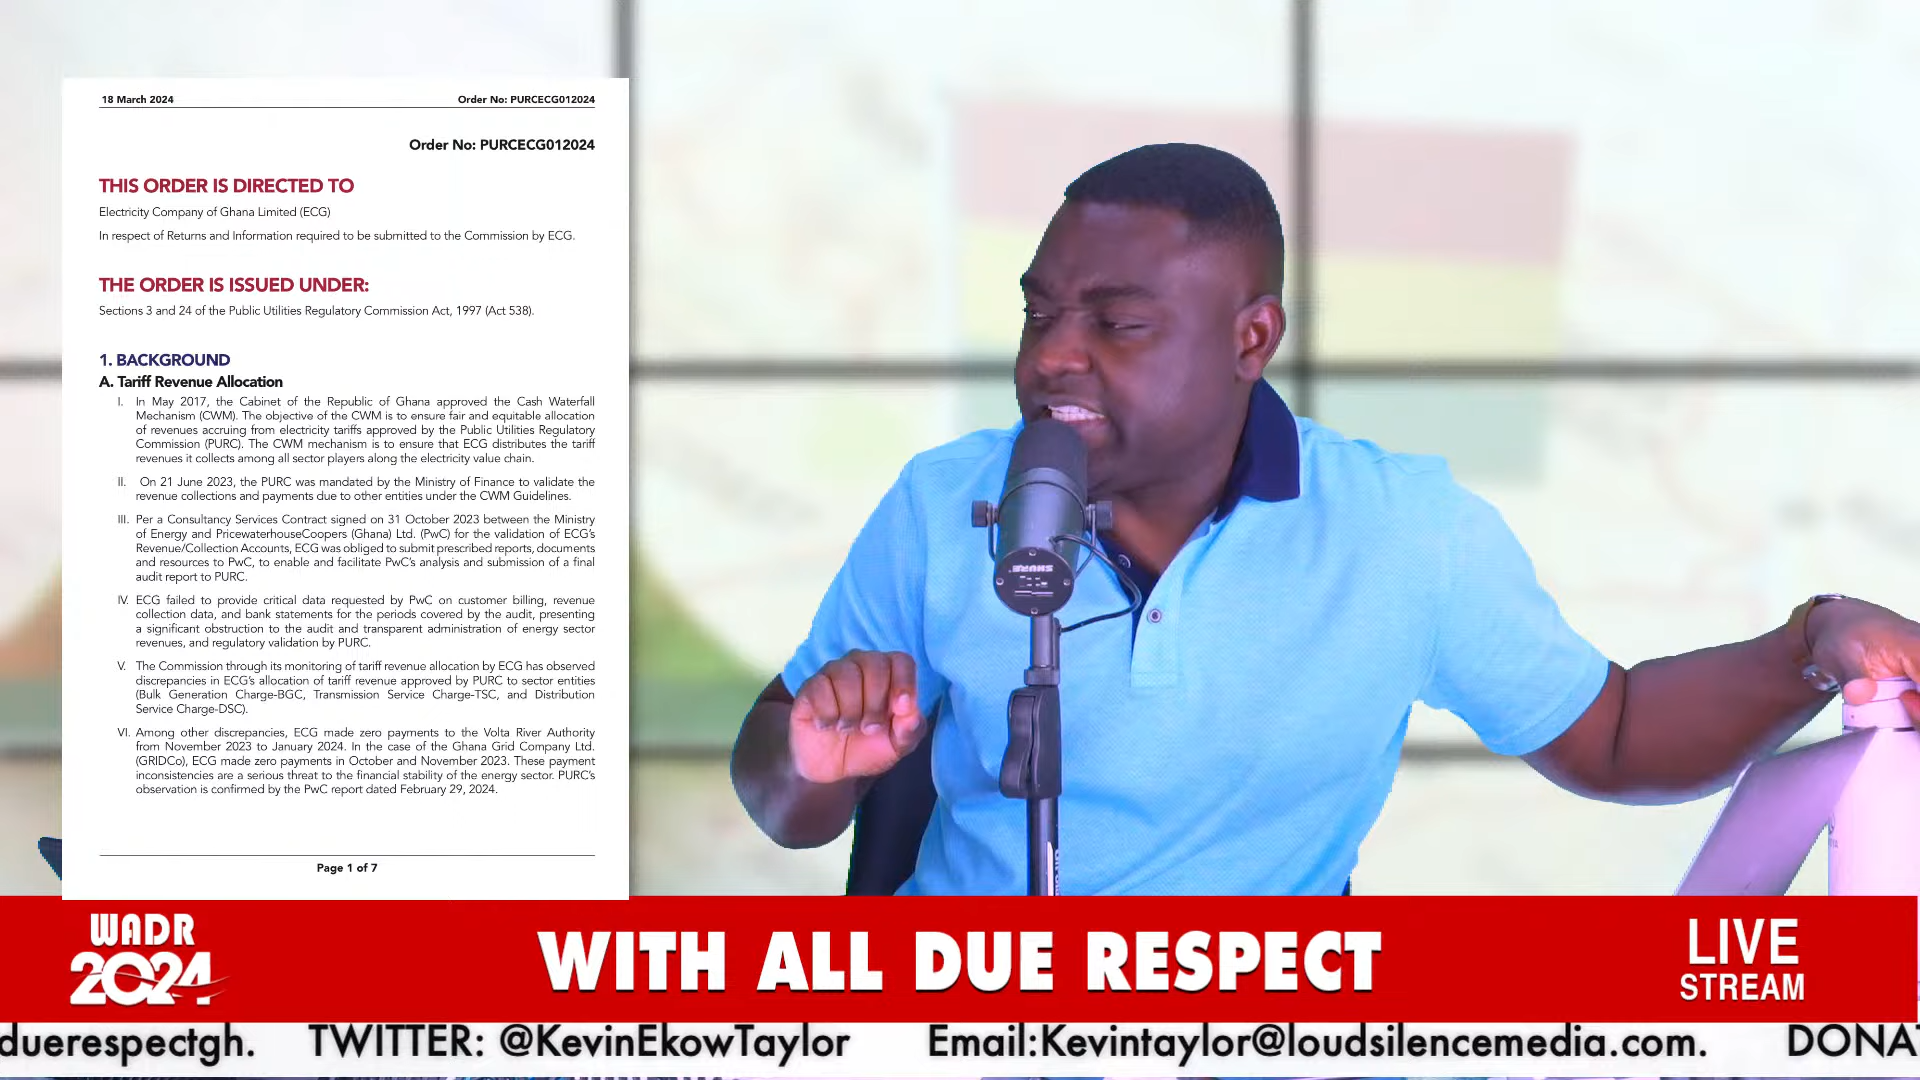 18 March 2024 Order No: PURCECG012024
Order No: PURCECG012024
THIS ORDER IS DIRECTED TO
Electricity Company of Ghana Limited (ECG)
In respect of Returns and Information required to be submitted to the Commission by ECG.
THE ORDER IS ISSUED UNDER:
Sections 3 and 24 of the Public Utilities Regulatory Commission Act, 1997 (Act 538).
1. BACKGROUND
A. Tariff Revenue Allocation
I. In May 2017, the Cabinet of the Republic of Ghana approved the Cash Waterfall
Mechanism (CWM). The objective of the CWM is to ensure fair and equitable allocation
of revenues accruing from electricity tariffs approved by the Public Utilities Regulatory
Commission (PURC). The CWM mechanism is to ensure that ECG distributes the tariff
revenues it collects among all sector players along the electricity value chain.
II. On 21 June 2023, the PURC was mandated by the Ministry of Finance to validate the
revenue collections and payments due to other entities under the CWM Guidelines.
III. Per a Consultancy Services Contract signed on 31 October 2023 between the Ministry
of Energy and PricewaterhouseCoopers (Ghana) Ltd. (PwC) for the validation of ECG's
Revenue/Collection Accounts, ECG was obliged to submit prescribed reports, documents
and resources to PwC, to enable and facilitate PwC's analysis and submission of a final
audit report to PURC.
IV. ECG failed to provide critical data requested by PwC on customer billing, revenue
collection data, and bank statements for the periods covered by the audit, presenting
a significant obstruction to the audit and transparent administration of energy sector
revenues, and regulatory validation by PURC.
V. The Commission through its monitoring of tariff revenue allocation by ECG has observed
discrepancies in ECG's allocation of tariff revenue approved by PURC to sector entities
(Bulk Generation Charge-BGC, Transmission Service Charge-TSC, and Distribution
Service Charge-DSC).
VI. Among other discrepancies, ECG made zero payments to the Volta River Authority
from November 2023 to January 2024. In the case of the Ghana Grid Company Ltd.
(GRIDCo), ECG made zero payments in October and November 2023. These payment
inconsistencies are a serious threat to the financial stability of the energy sector. PURC's
observation is confirmed by the PwC report dated February 29, 2024.
Page 1 of 7
SHURE
WADR
2024
WITH ALL DUE RESPECT
LIVE
STREAM
duerespectgh. TWITTER: @KevinEkowTaylor Email:Kevintaylor@loudsilencemedia.com. DONA